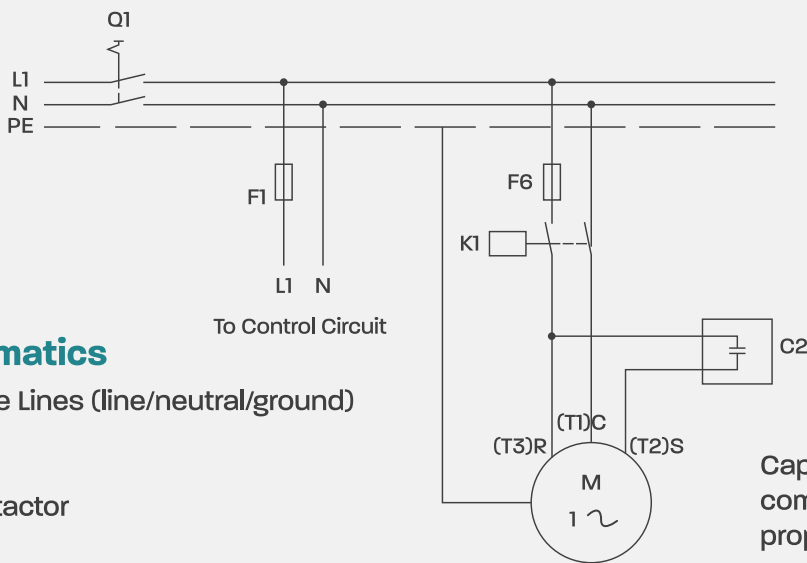 Q1
L1
N
PE
F1
F6
K1
L1 N
To Control Circuit
C2
(T1)C
(T3)R
(T2)S
M
1
matics
e Lines (line/neutral/ground)
tactor
Cap
com
prop